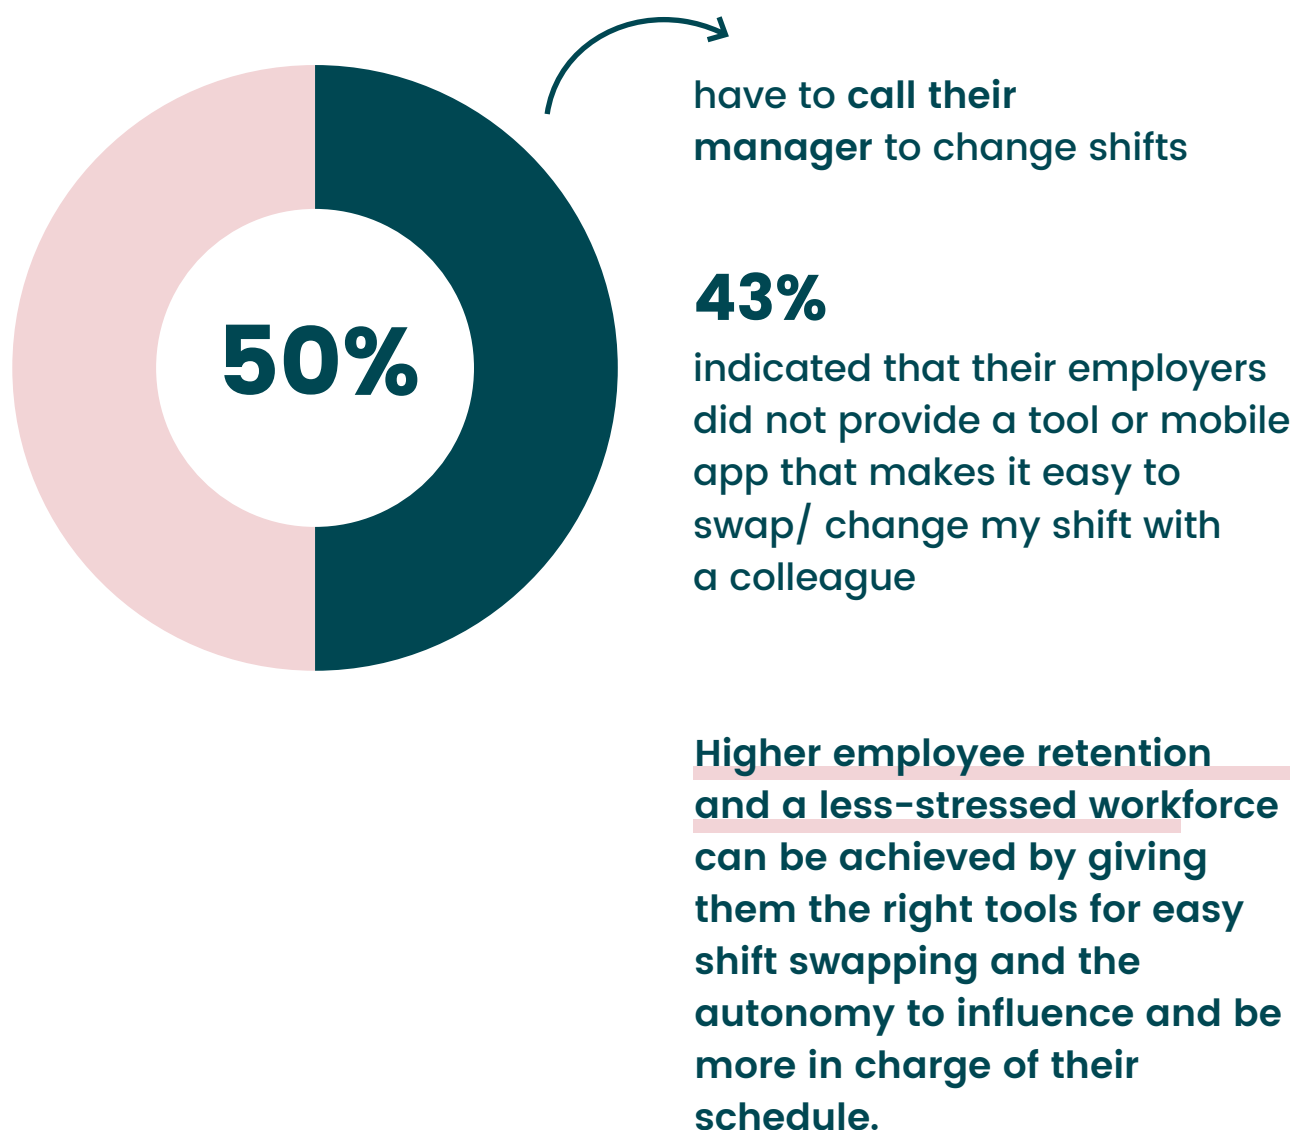 50%
have to call their
manager to change shifts
43%
indicated that their employers
did not provide a tool or mobile
app that makes it easy to
swap/ change my shift with
a colleague
Higher employee retention
and a less-stressed workforce
can be achieved by giving
them the right tools for easy
shift swapping and the
autonomy to influence and be
more in charge of their
schedule.